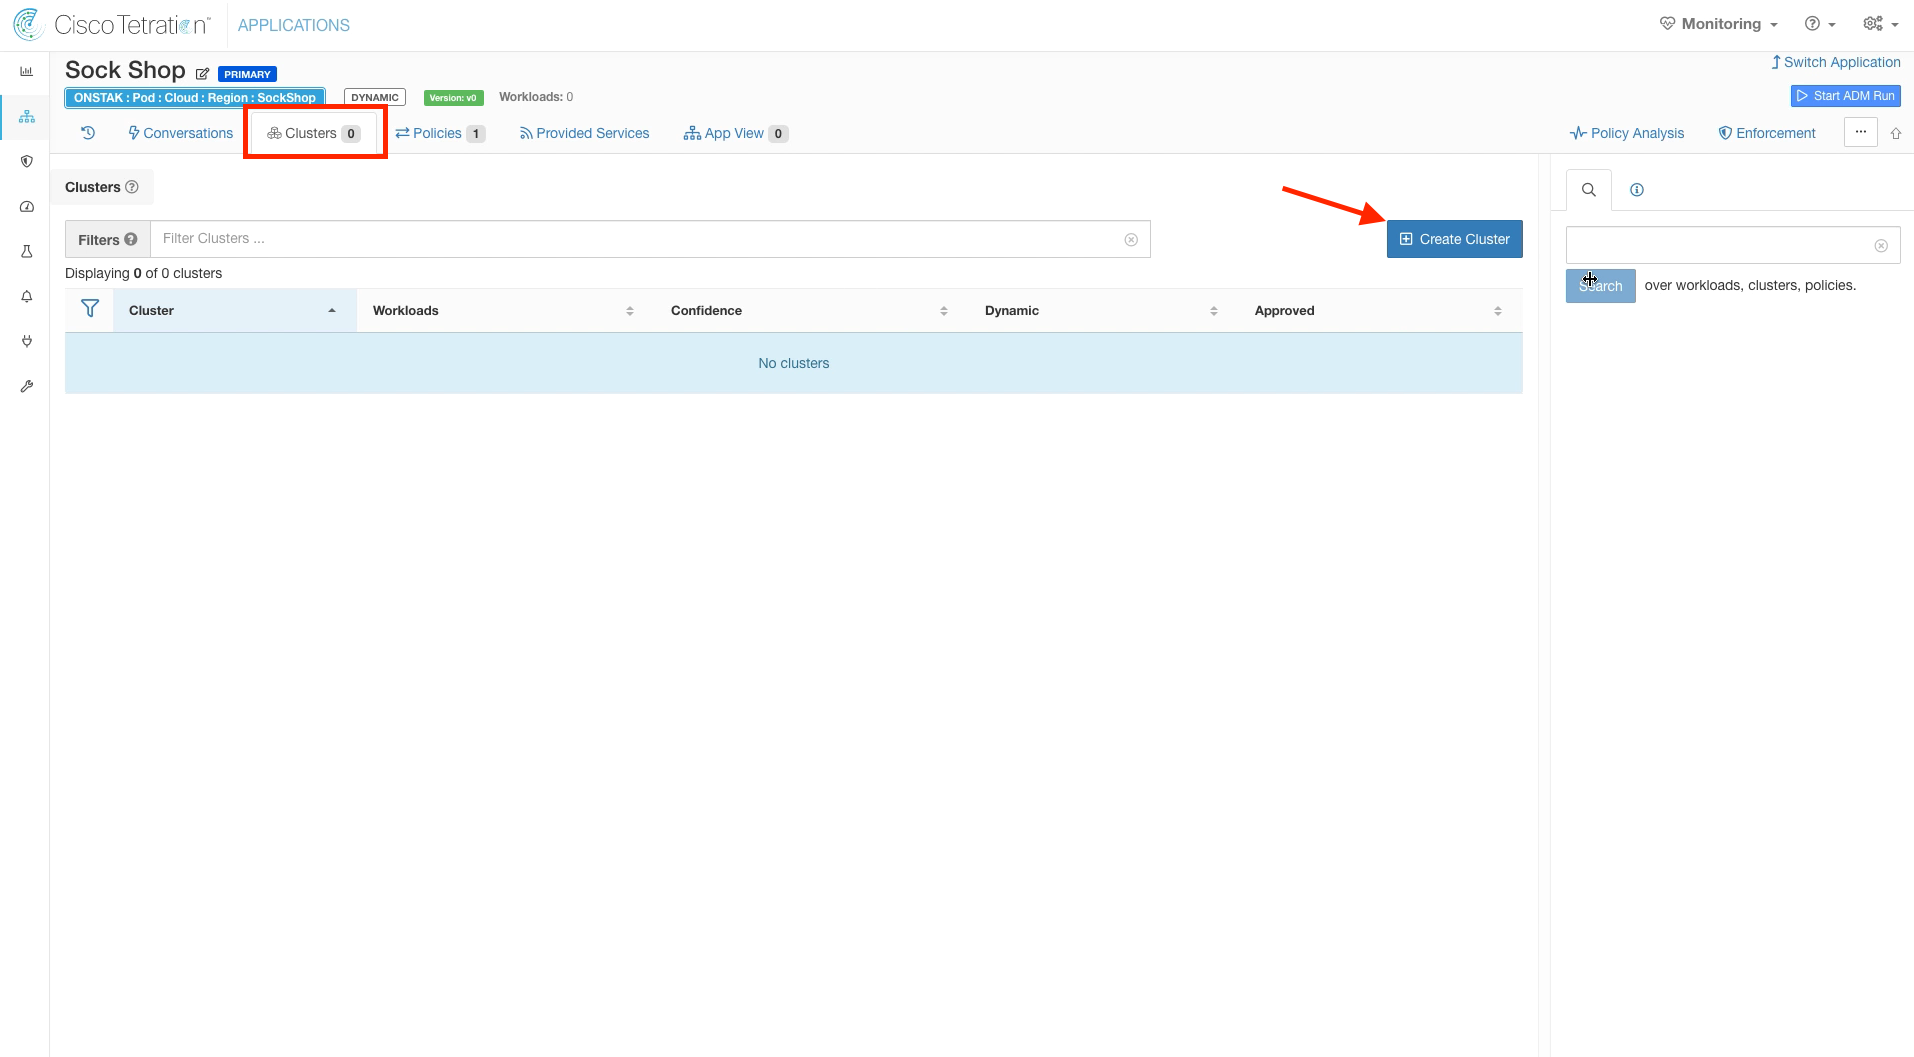 Cisco Tetration™ APPLICATIONS Monitoring
Sock Shop PRIMARY
Switch Application
ONSTAK : Pod : Cloud : Region : SockShop DYNAMIC Version: v0 Workloads: 0
Start ADM Run
Conversations Clusters 0 Policies 1 Provided Services App View 0 Policy Analysis Enforcement ...
Clusters
Filters Filter Clusters ... Create Cluster
Displaying 0 of 0 clusters
Search over workloads, clusters, policies.
Cluster Workloads Confidence Dynamic Approved
No clusters